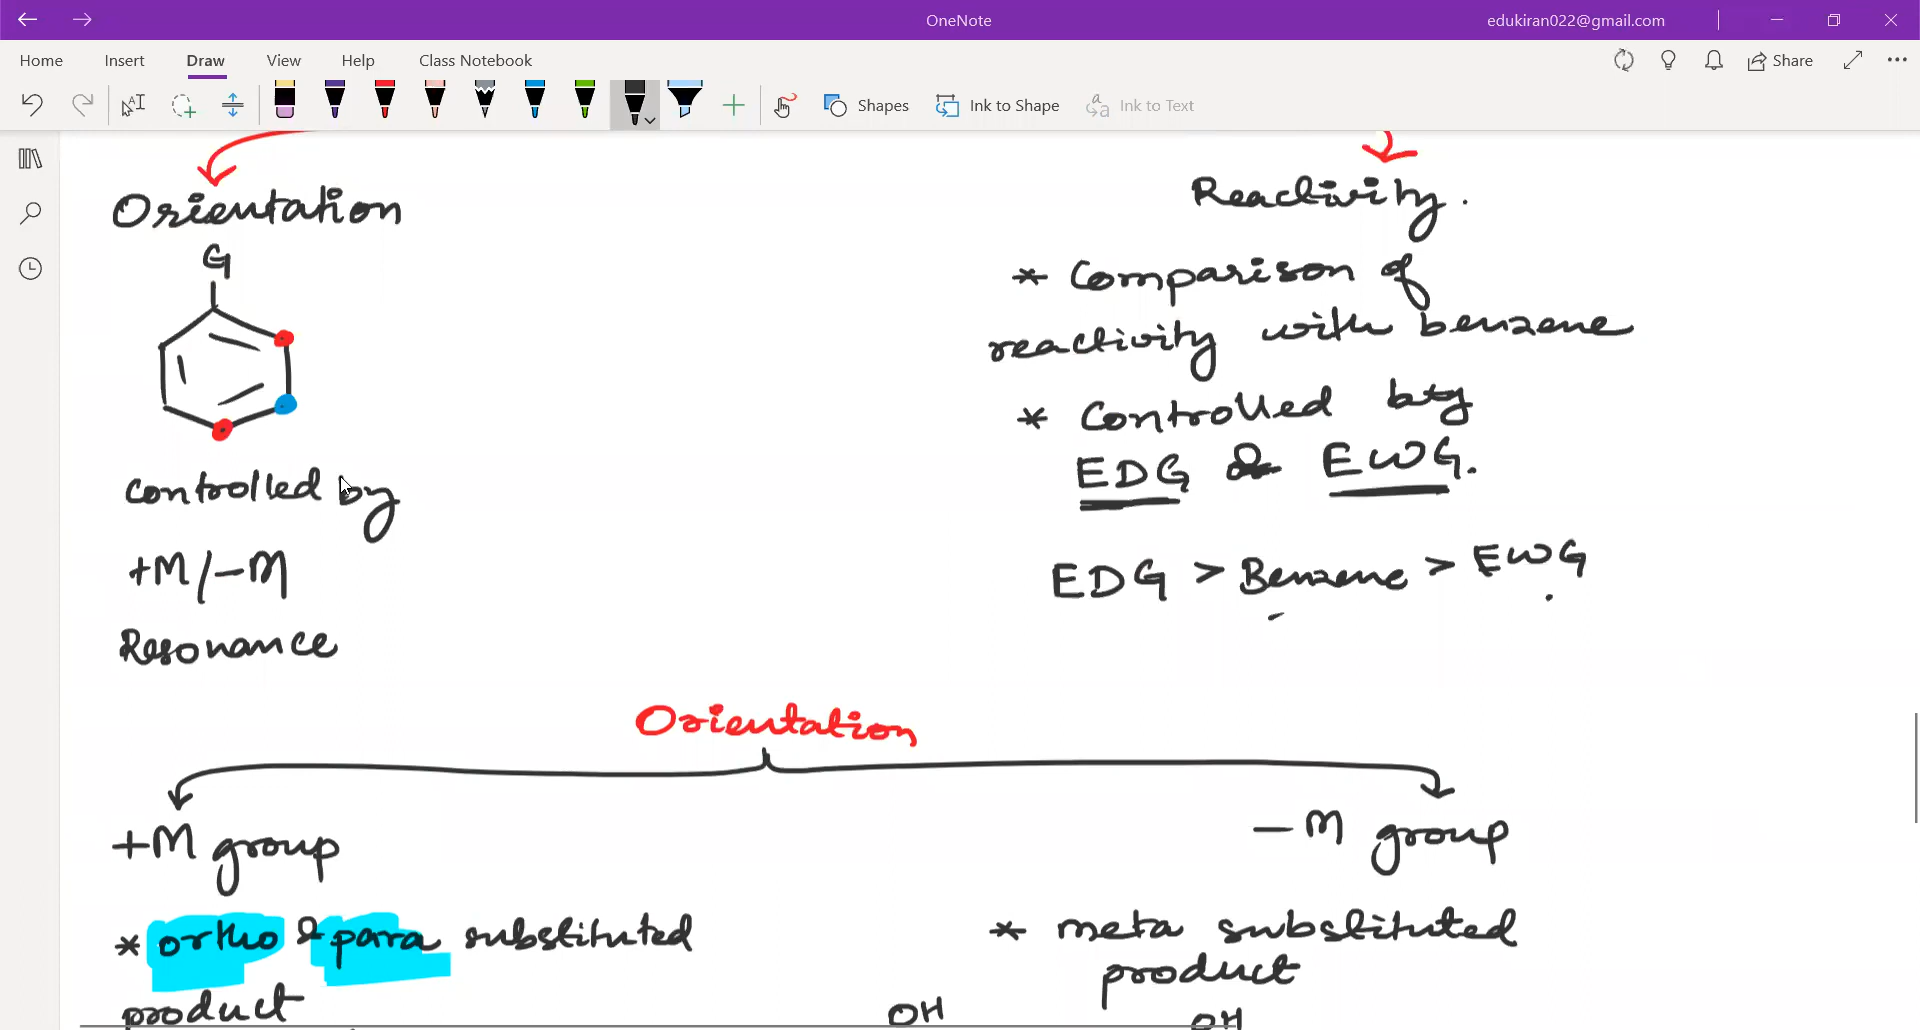 OneNote
edukiran022@gmail.com
Home Insert Draw View Help Class Notebook
Share
Shapes Ink to Shape Ink to Text
Orientation
G
controlled by
+M/-M
Resonance
Reactivity.
* Comparison of
reactivity with benzene
* Controlled by
EDG & EWG.
EDG > Benzene > EWG
Orientation
+M group
* ortho & para substituted
product
-M group
* meta substituted
product
OH
OH